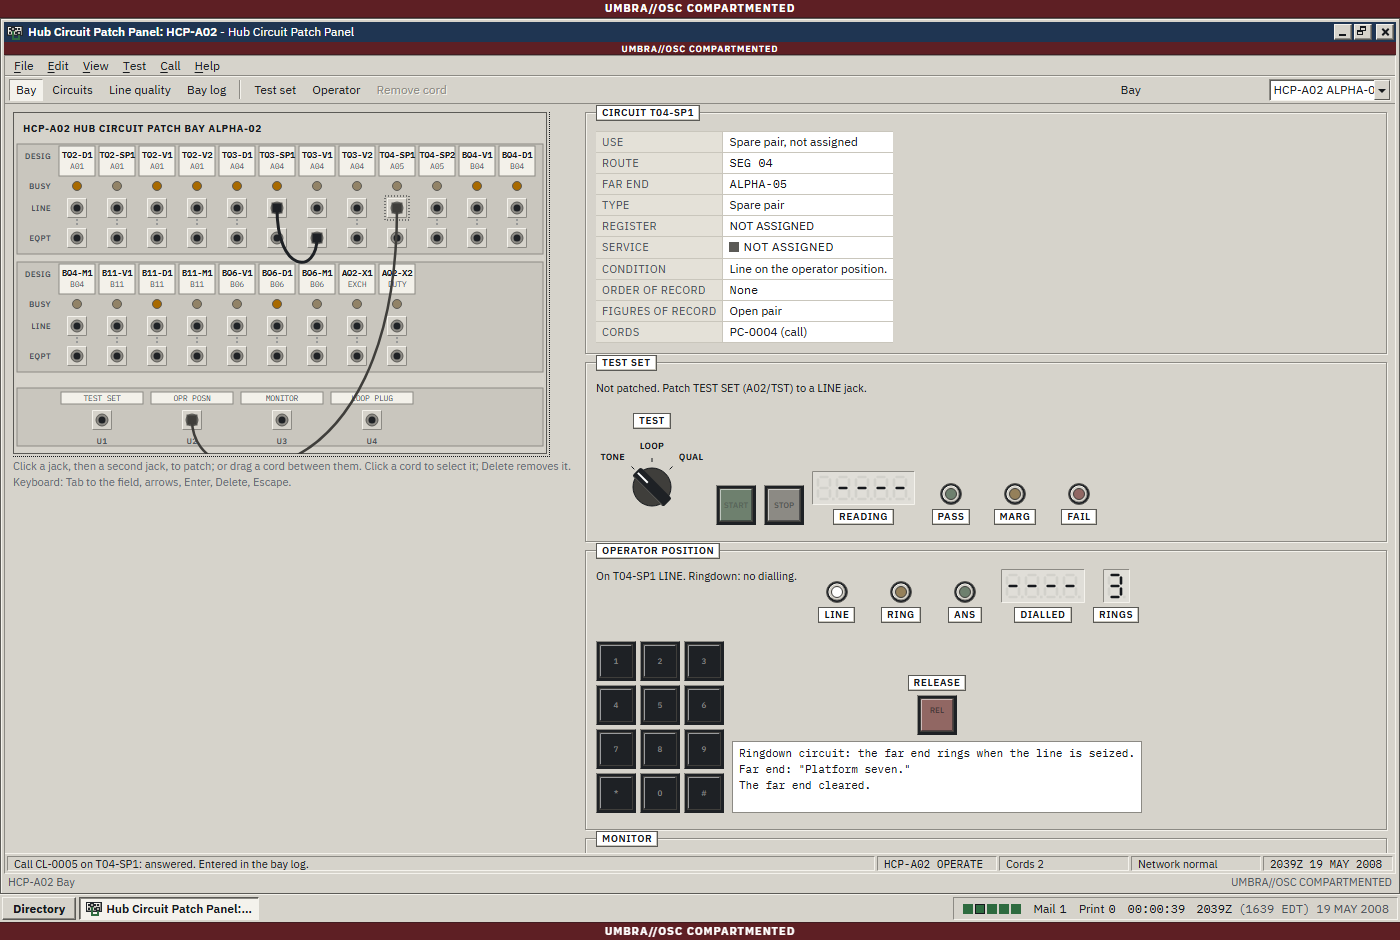 UMBRA//OSC COMPARTMENTED
Hub Circuit Patch Panel: HCP-A02 - Hub Circuit Patch Panel
UMBRA//OSC COMPARTMENTED
File Edit View Test Call Help
Bay Circuits Line quality Bay log Test set Operator Remove cord Bay HCP-A02 ALPHA-0
HCP-A02 HUB CIRCUIT PATCH BAY ALPHA-02
DESIG T02-D1 T02-SP1 T02-V1 T02-V2 T03-D1 T03-SP1 T03-V1 T03-V2 T04-SP1 T04-SP2 B04-V1 B04-D1
A01 A01 A01 A01 A04 A04 A04 A04 A05 A05 B04 B04
BUSY
LINE
EQPT
DESIG B04-M1 B11-V1 B11-D1 B11-M1 B06-V1 B06-D1 B06-M1 A02-X1 A02-X2
B04 B11 B11 B11 B06 B06 B06 EXCH DUTY
BUSY
LINE
EQPT
TEST SET OPR POSN MONITOR LOOP PLUG
U1 U2 U3 U4
Click a jack, then a second jack, to patch; or drag a cord between them. Click a cord to select it; Delete removes it.
Keyboard: Tab to the field, arrows, Enter, Delete, Escape.
CIRCUIT T04-SP1
USE Spare pair, not assigned
ROUTE SEG 04
FAR END ALPHA-05
TYPE Spare pair
REGISTER NOT ASSIGNED
SERVICE NOT ASSIGNED
CONDITION Line on the operator position.
ORDER OF RECORD None
FIGURES OF RECORD Open pair
CORDS PC-0004 (call)
TEST SET
Not patched. Patch TEST SET (A02/TST) to a LINE jack.
TEST
TONE LOOP QUAL
START STOP
----
READING PASS MARG FAIL
OPERATOR POSITION
On T04-SP1 LINE. Ringdown: no dialling.
---- 3
LINE RING ANS DIALLED RINGS
1 2 3
4 5 6
7 8 9
* 0 #
RELEASE
REL
Ringdown circuit: the far end rings when the line is seized.
Far end: "Platform seven."
The far end cleared.
MONITOR
Call CL-0005 on T04-SP1: answered. Entered in the bay log. HCP-A02 OPERATE Cords 2 Network normal 2039Z 19 MAY 2008
HCP-A02 Bay UMBRA//OSC COMPARTMENTED
Directory Hub Circuit Patch Panel:... Mail 1 Print 0 00:00:39 2039Z (1639 EDT) 19 MAY 2008
UMBRA//OSC COMPARTMENTED